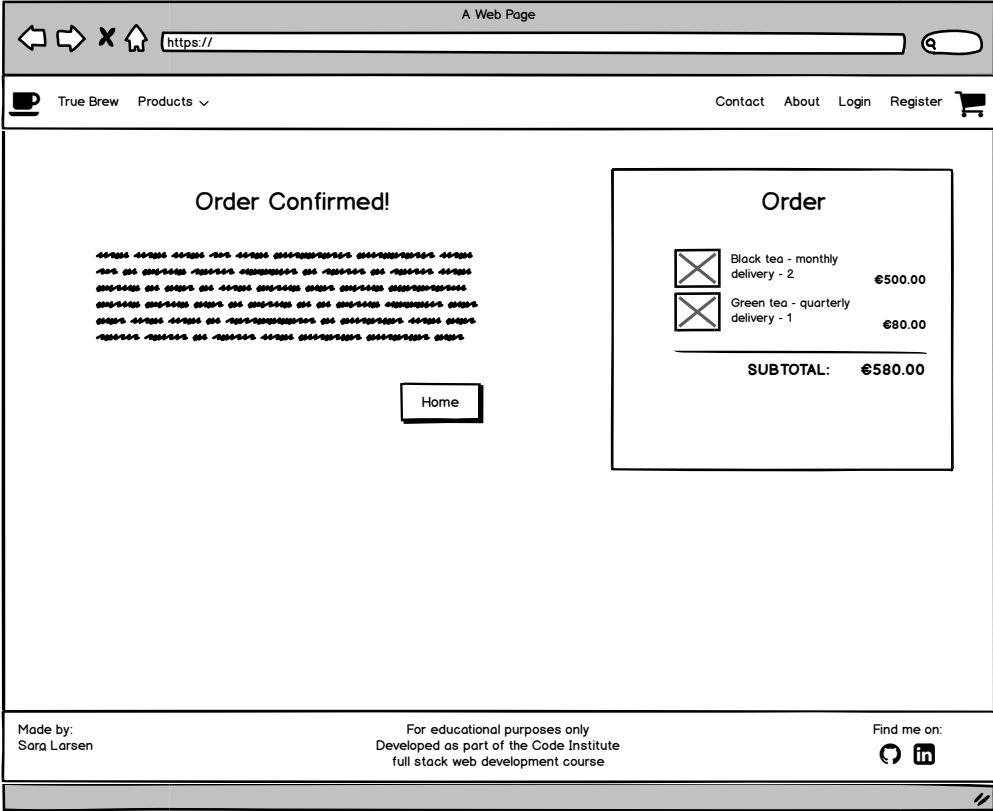 A Web Page
https://
True Brew
Products
Contact
About
Login
Register
Order Confirmed!
Home
Order
Black tea - monthly
delivery - 2
€500.00
Green tea - quarterly
delivery - 1
€80.00
SUBTOTAL: €580.00
Made by:
Sara Larsen
For educational purposes only
Developed as part of the Code Institute
full stack web development course
Find me on:
in